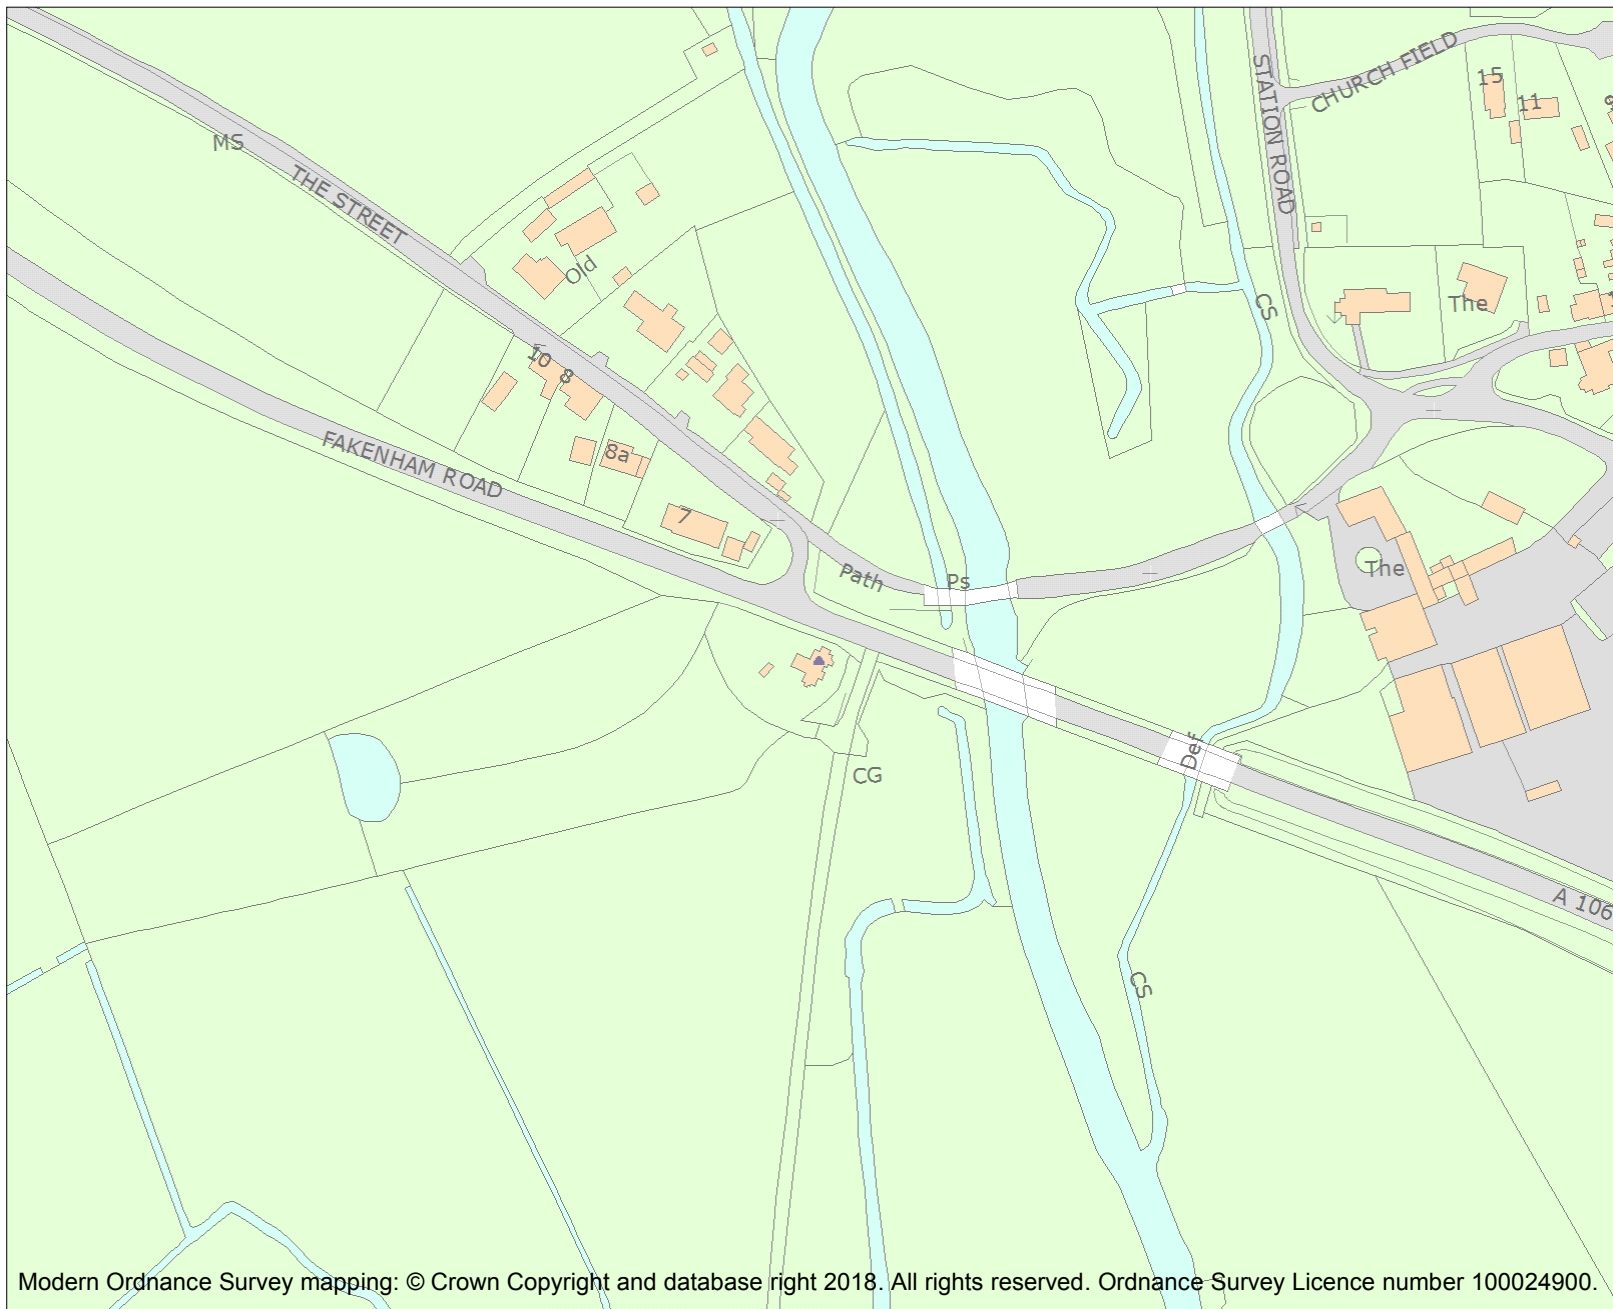 CHURCH FIELD
STATION ROAD
15
11
MS
THE STREET
Old
CS
The
10
8
FAKENHAM ROAD
8a
7
Path
Ps
The
Def
CG
A 106
CS
Modern Ordnance Survey mapping: © Crown Copyright and database right 2018. All rights reserved. Ordnance Survey Licence number 100024900.